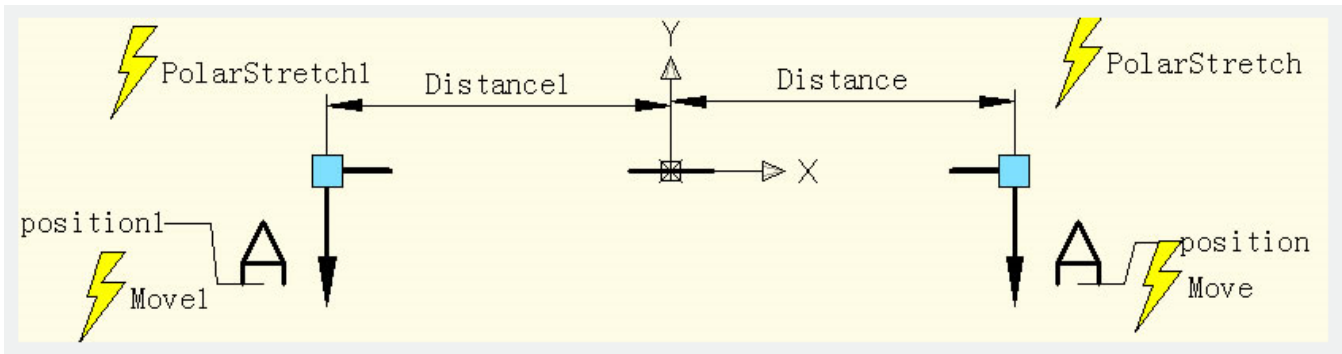 Y
PolarStretch1
Distance1
Distance
PolarStretch
X
position1
A
A
position
Move1
Move